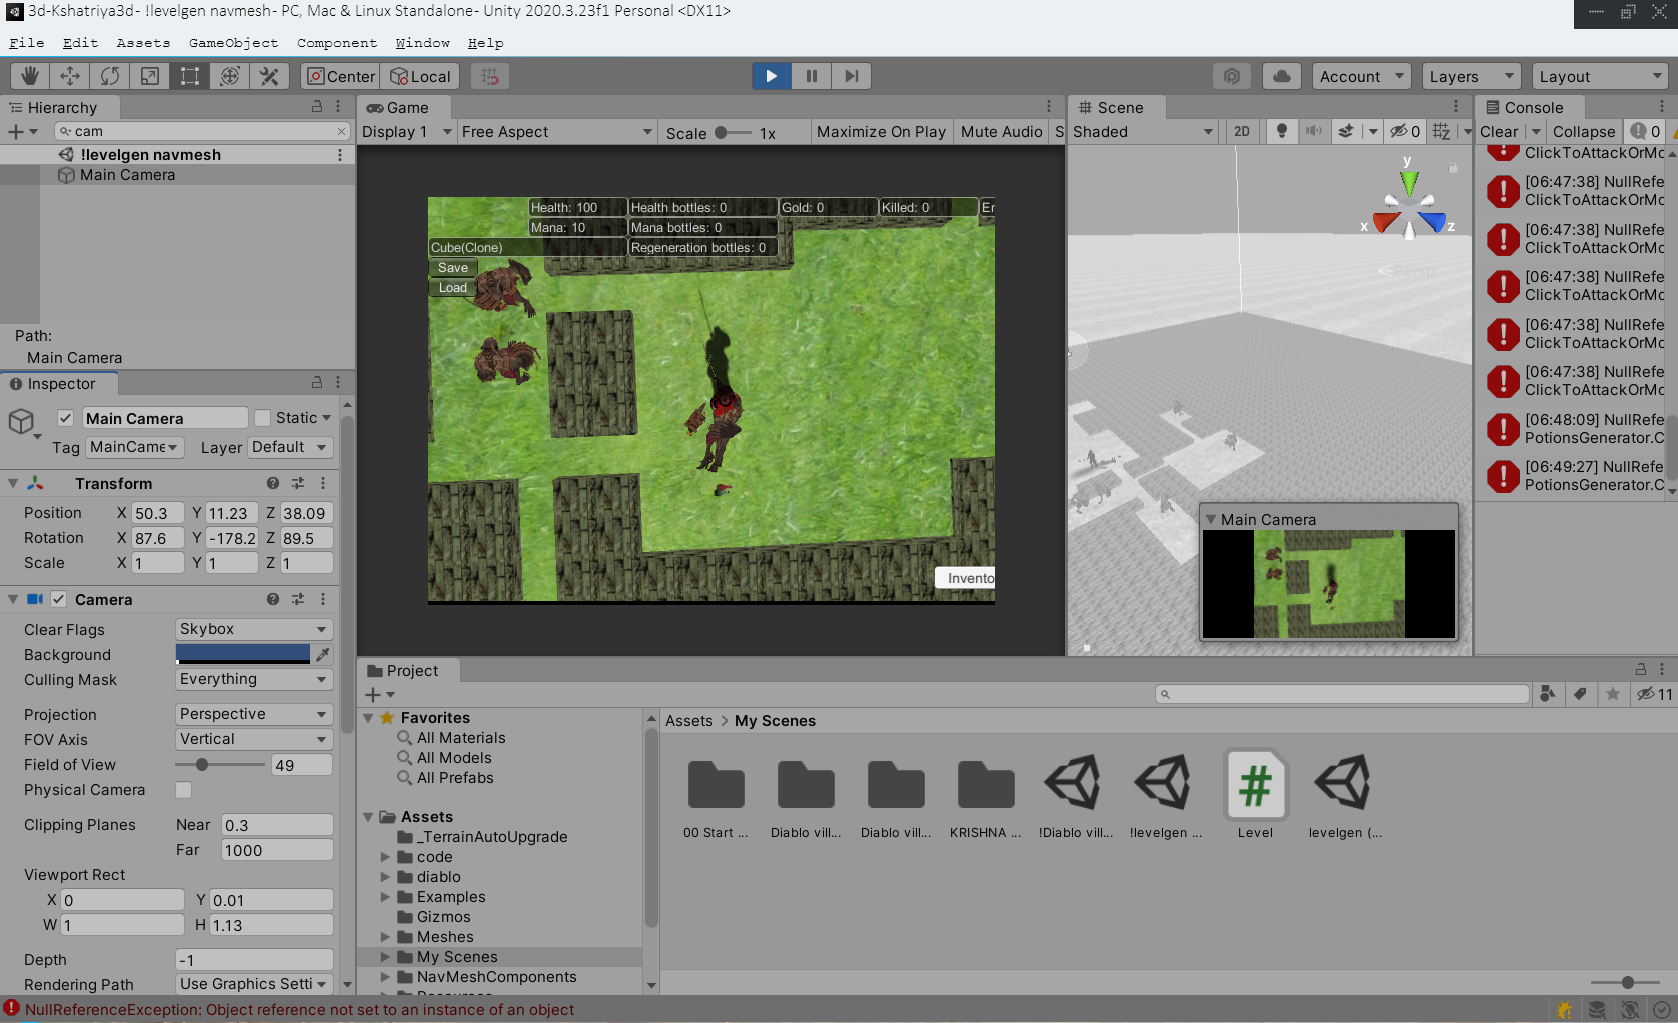 3d-Kshatriya3d- !levelgen navmesh- PC, Mac & Linux Standalone- Unity 2020.3.23f1 Personal <DX11>
File Edit Assets GameObject Component Window Help
Center Local Account Layers Layout
Hierarchy
cam
!levelgen navmesh
Main Camera
Path:
Main Camera
Game
Display 1 Free Aspect Scale 1x Maximize On Play Mute Audio S
Health: 100 Health bottles: 0 Gold: 0 Killed: 0 Er
Mana: 10 Mana bottles: 0
Cube(Clone) Regeneration bottles: 0
Save
Load
Invento
Scene
Shaded 2D 0
y
x z
Persp
Main Camera
Console
Clear Collapse 0
ClickToAttackOrMo
[06:47:38] NullRefe
ClickToAttackOrMo
[06:47:38] NullRefe
ClickToAttackOrMo
[06:47:38] NullRefe
ClickToAttackOrMo
[06:47:38] NullRefe
ClickToAttackOrMo
[06:47:38] NullRefe
ClickToAttackOrMo
[06:48:09] NullRefe
PotionsGenerator.C
[06:49:27] NullRefe
PotionsGenerator.C
Inspector
Main Camera Static
Tag MainCame Layer Default
Transform
Position X 50.3 Y 11.23 Z 38.09
Rotation X 87.6 Y -178.2 Z 89.5
Scale X 1 Y 1 Z 1
Camera
Clear Flags Skybox
Background
Culling Mask Everything
Projection Perspective
FOV Axis Vertical
Field of View 49
Physical Camera
Clipping Planes Near 0.3
Far 1000
Viewport Rect
X 0 Y 0.01
W 1 H 1.13
Depth -1
Rendering Path Use Graphics Setti
Project
11
Favorites
All Materials
All Models
All Prefabs
Assets
_TerrainAutoUpgrade
code
diablo
Examples
Gizmos
Meshes
My Scenes
NavMeshComponents
Assets > My Scenes
00 Start ... Diablo vill... Diablo vill... KRISHNA ... !Diablo vill... !levelgen ... Level levelgen (...
NullReferenceException: Object reference not set to an instance of an object